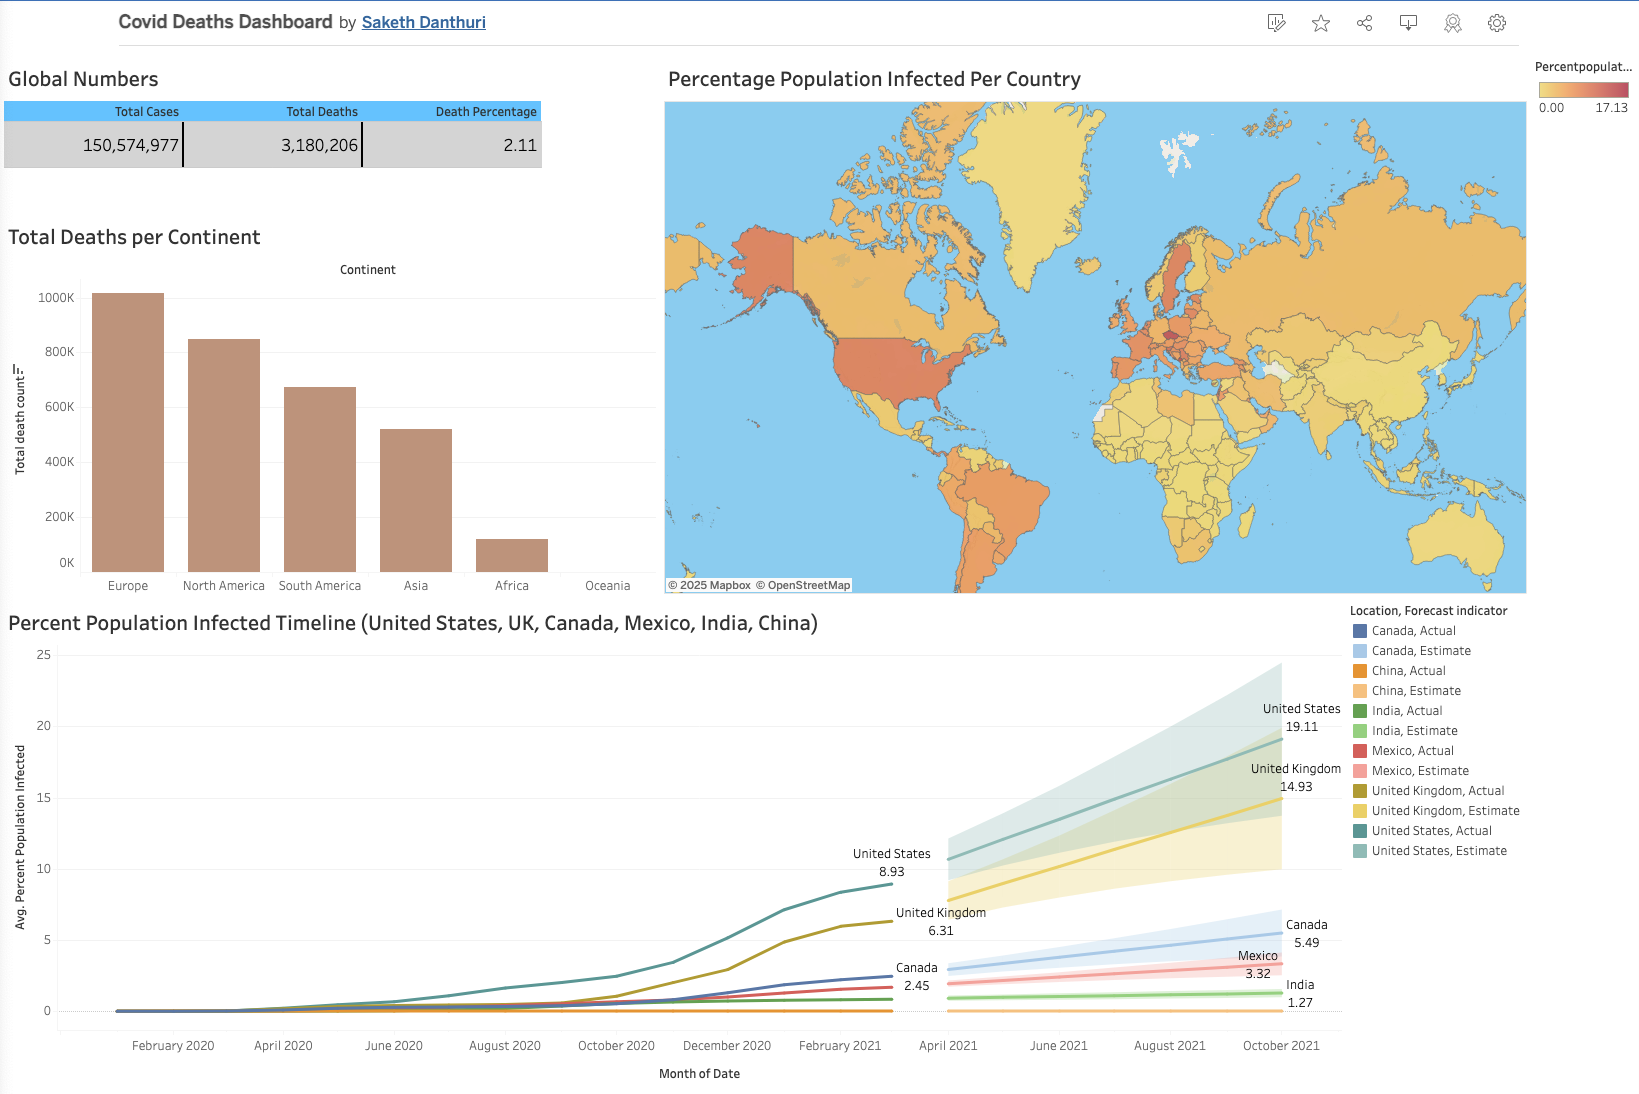 Covid Deaths Dashboard by Saketh Danthuri
Global Numbers
Total Cases Total Deaths Death Percentage
150,574,977 3,180,206 2.11
Percentage Population Infected Per Country
Percentpopulat...
0.00 17.13
© 2025 Mapbox © OpenStreetMap
Total Deaths per Continent
Continent
Total death count
1000K
800K
600K
400K
200K
0K
Europe North America South America Asia Africa Oceania
Percent Population Infected Timeline (United States, UK, Canada, Mexico, India, China)
Avg. Percent Population Infected
25
20
15
10
5
0
United States
8.93
United Kingdom
6.31
Canada
2.45
United States
19.11
United Kingdom
14.93
Canada
5.49
Mexico
3.32
India
1.27
February 2020 April 2020 June 2020 August 2020 October 2020 December 2020 February 2021 April 2021 June 2021 August 2021 October 2021
Month of Date
Location, Forecast indicator
Canada, Actual
Canada, Estimate
China, Actual
China, Estimate
India, Actual
India, Estimate
Mexico, Actual
Mexico, Estimate
United Kingdom, Actual
United Kingdom, Estimate
United States, Actual
United States, Estimate